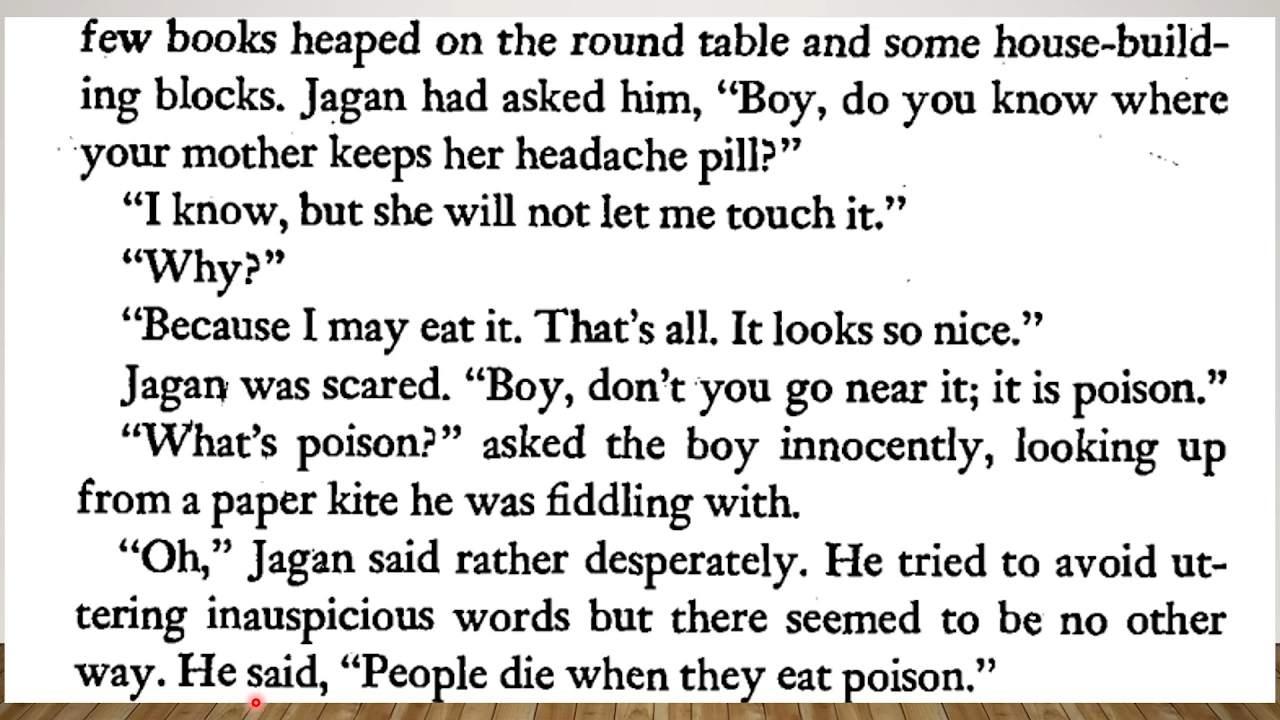 few books heaped on the round table and some house-build-
ing blocks. Jagan had asked him, “Boy, do you know where
your mother keeps her headache pill?”
“I know, but she will not let me touch it.”
“Why?”
“Because I may eat it. That’s all. It looks so nice.”
Jagan was scared. “Boy, don’t you go near it; it is poison.”
“What’s poison?” asked the boy innocently, looking up
from a paper kite he was fiddling with.
“Oh,” Jagan said rather desperately. He tried to avoid ut-
tering inauspicious words but there seemed to be no other
way. He said, “People die when they eat poison.”